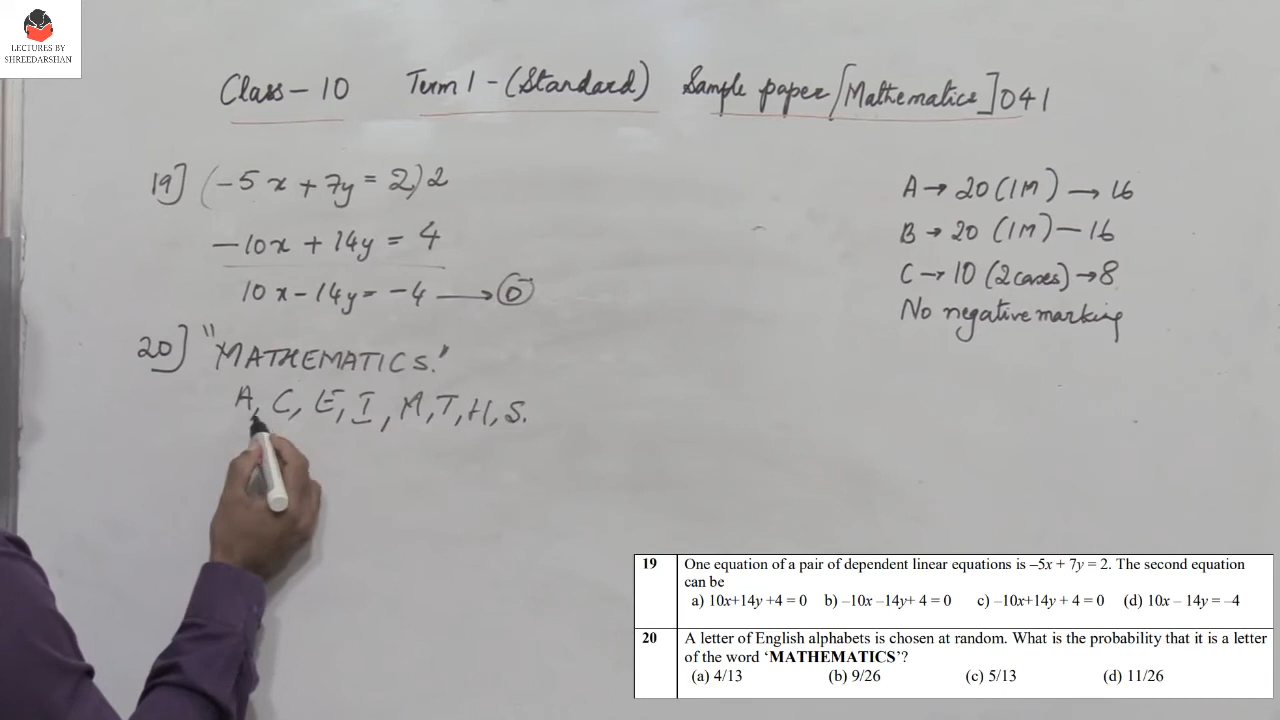 LECTURES BY
SHREEDARSHAN
Class - 10 Term 1 - (Standard) Sample paper [Mathematics] 041
19] (-5x + 7y = 2) 2
-10x + 14y = 4
10x - 14y = -4 → D
20] "MATHEMATICS."
A, C, E, I, M, T, H, S.
A → 20 (1M) → 16
B → 20 (1M) — 16
C → 10 (2 cases) → 8
No negative marking
19 One equation of a pair of dependent linear equations is –5x + 7y = 2. The second equation
can be
a) 10x+14y +4 = 0 b) –10x –14y+ 4 = 0 c) –10x+14y + 4 = 0 (d) 10x – 14y = –4
20 A letter of English alphabets is chosen at random. What is the probability that it is a letter
of the word ‘MATHEMATICS’?
(a) 4/13 (b) 9/26 (c) 5/13 (d) 11/26